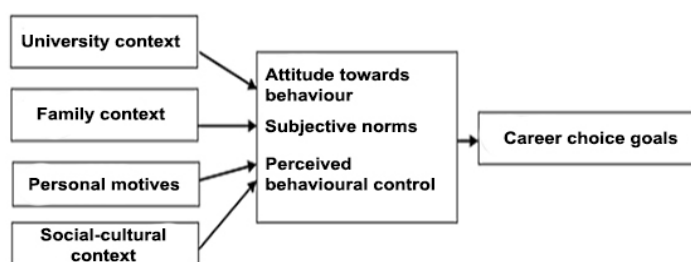 University context
Family context
Personal motives
Social-cultural
context
Attitude towards
behaviour
Subjective norms
Perceived
behavioural control
Career choice goals